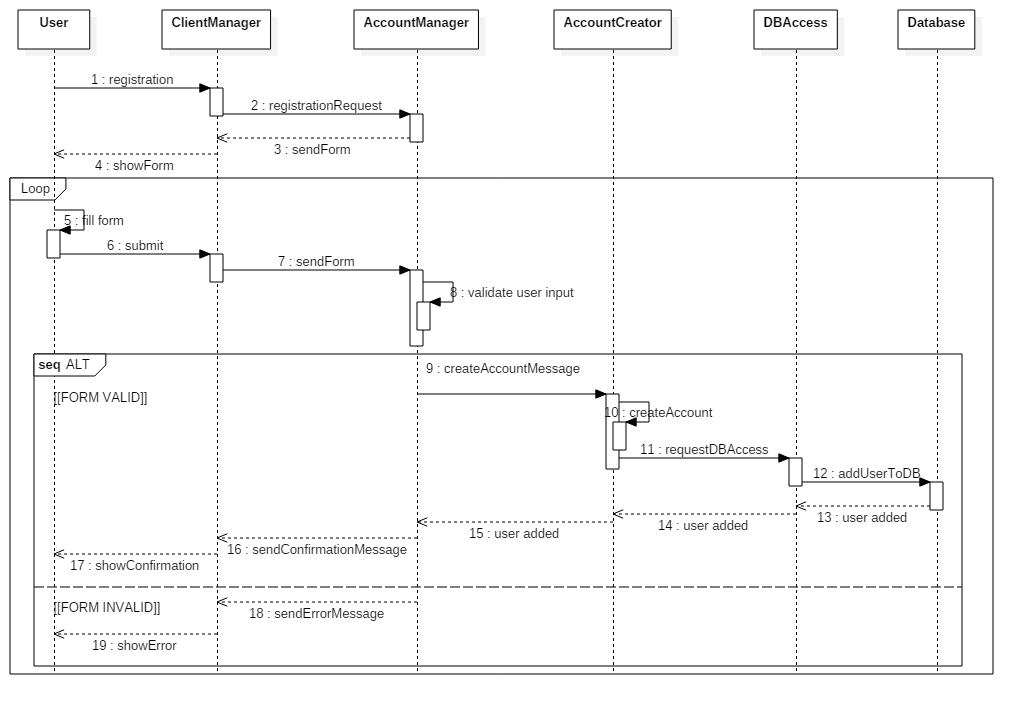 User
ClientManager
AccountManager
AccountCreator
DBAccess
Database
1 : registration
2 : registrationRequest
3 : sendForm
4 : showForm
Loop
5 : fill form
6 : submit
7 : sendForm
8 : validate user input
seq ALT
9 : createAccountMessage
[[FORM VALID]]
10 : createAccount
11 : requestDBAccess
12 : addUserToDB
13 : user added
14 : user added
15 : user added
16 : sendConfirmationMessage
17 : showConfirmation
[[FORM INVALID]]
18 : sendErrorMessage
19 : showError